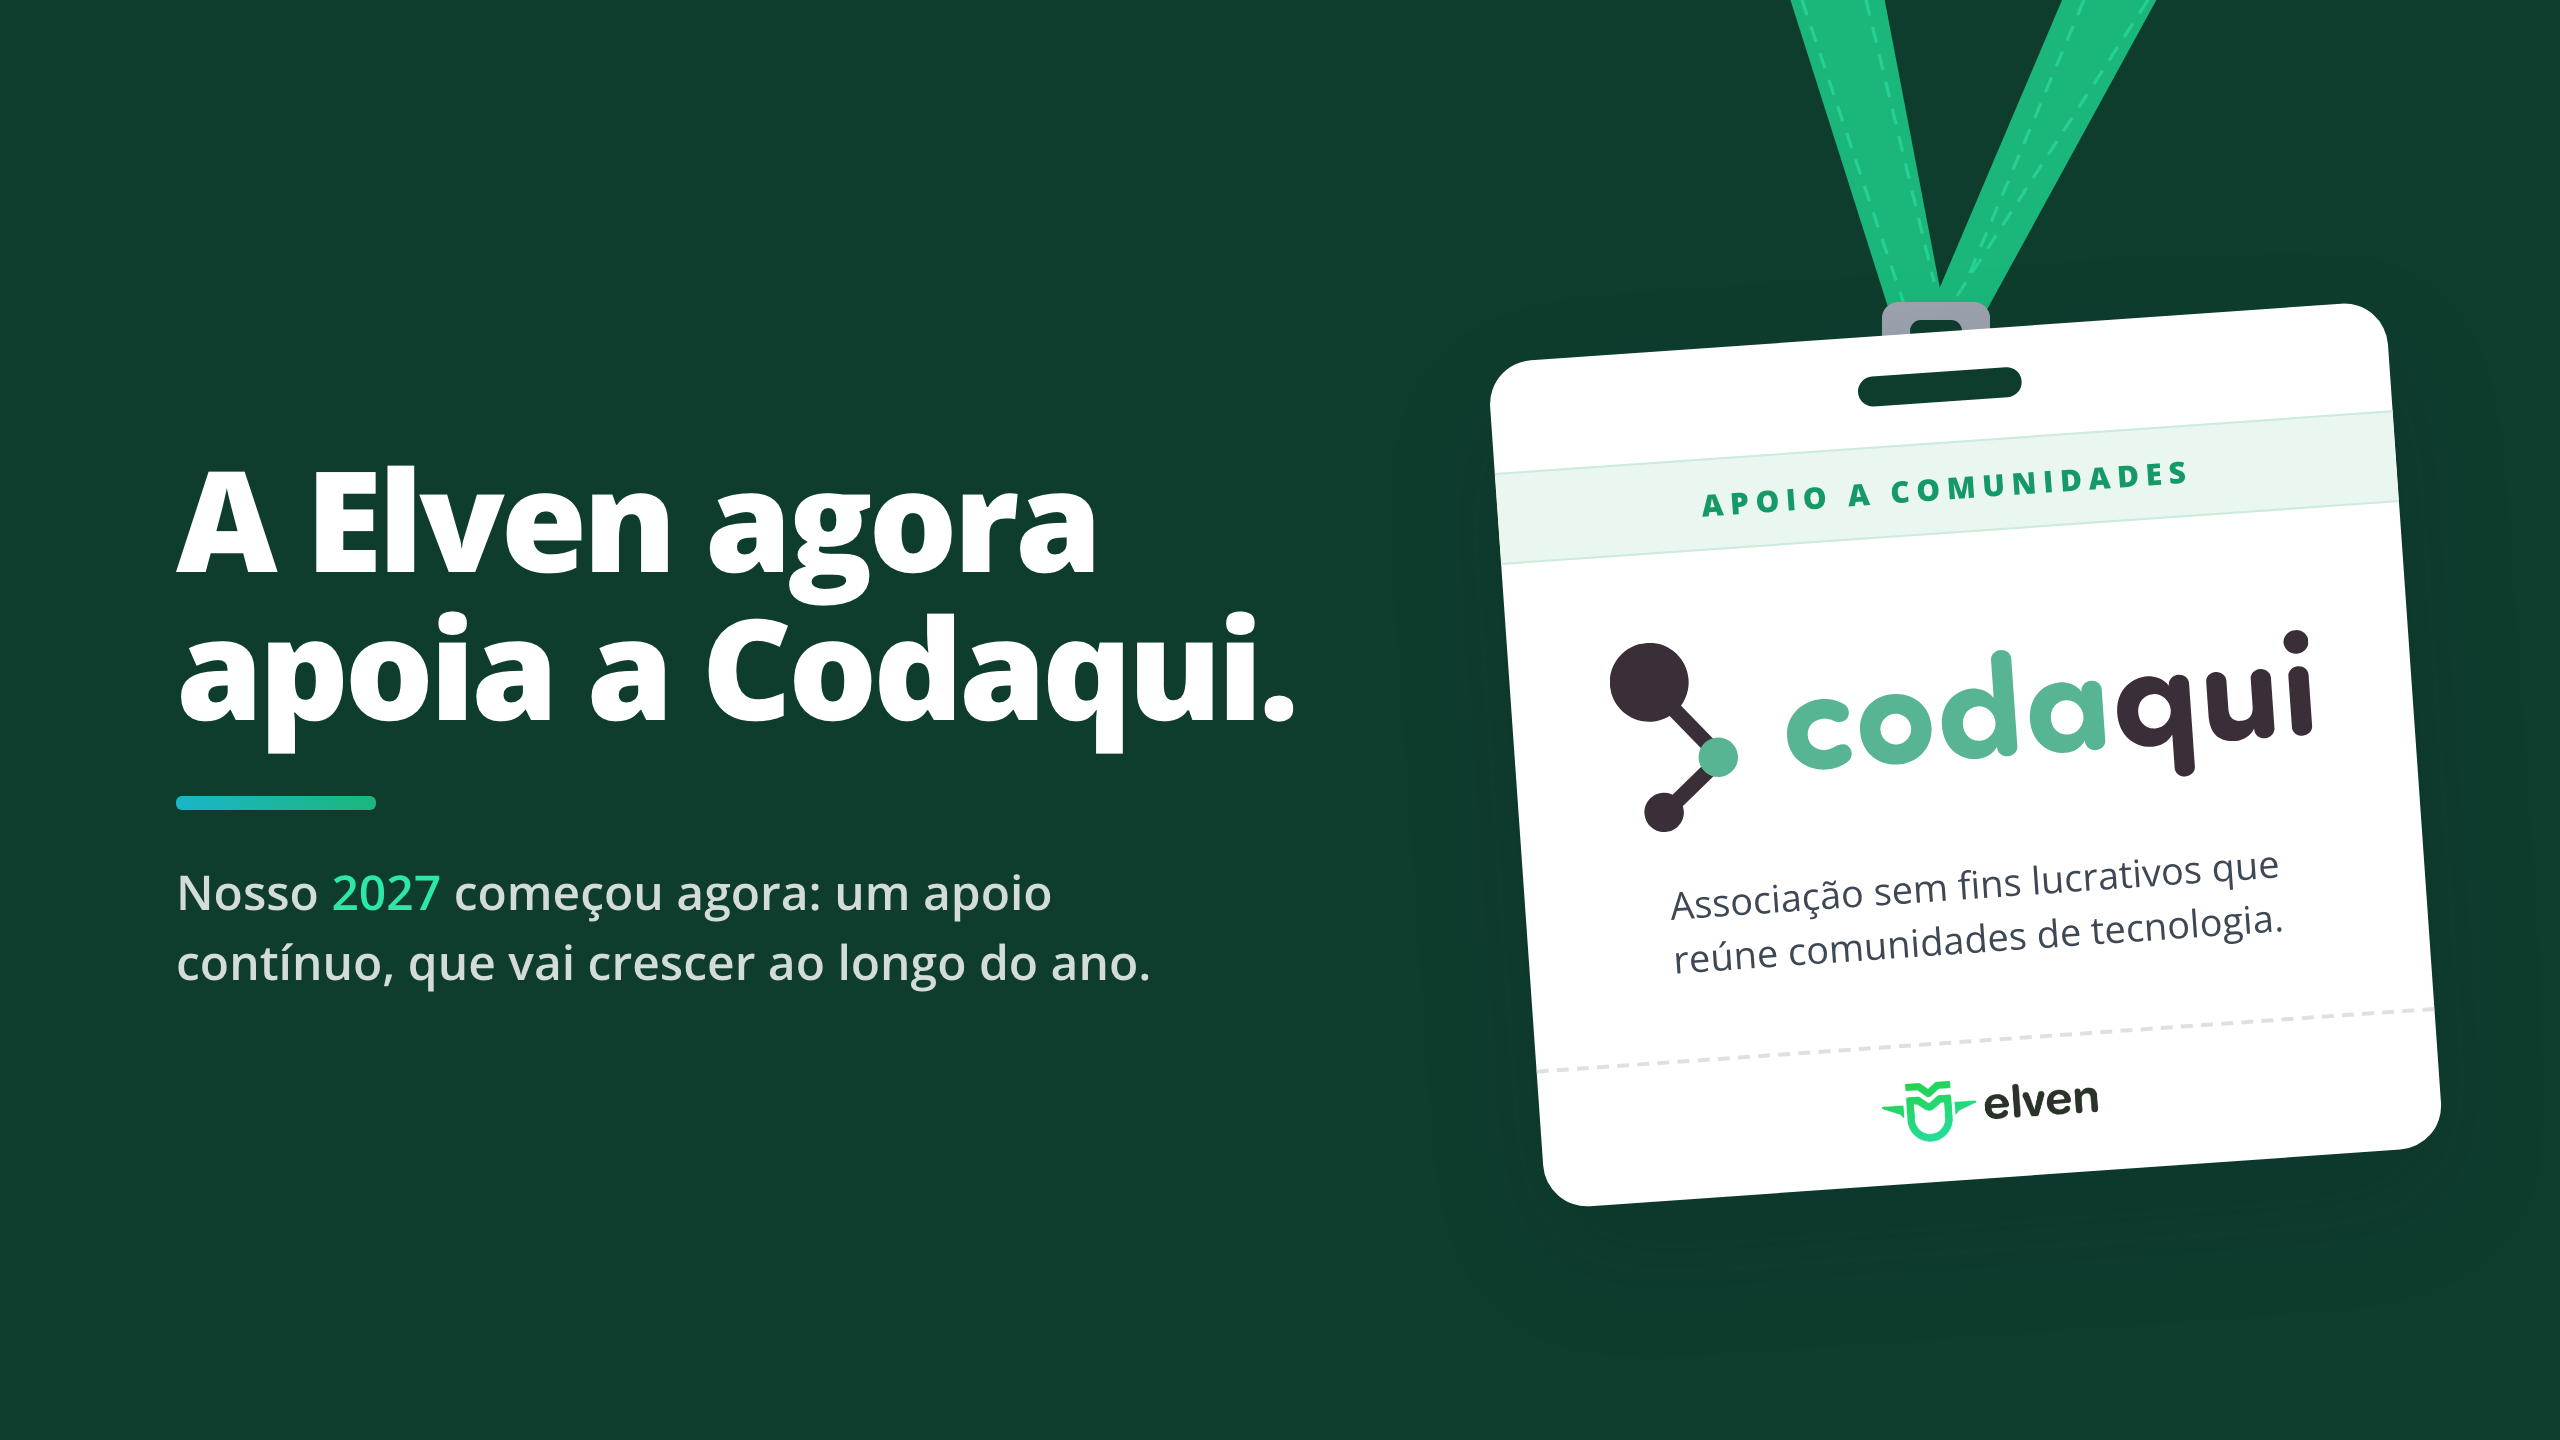 A Elven agora
apoia a Codaqui.
Nosso 2027 começou agora: um apoio
contínuo, que vai crescer ao longo do ano.
APOIO A COMUNIDADES
codaqui
Associação sem fins lucrativos que
reúne comunidades de tecnologia.
elven